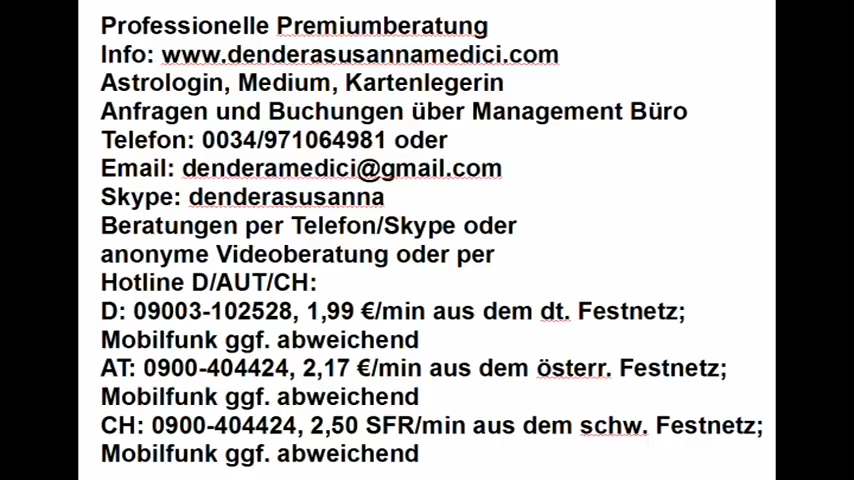 Professionelle Premiumberatung
Info: www.denderasusannamedici.com
Astrologin, Medium, Kartenlegerin
Anfragen und Buchungen über Management Büro
Telefon: 0034/971064981 oder
Email: denderamedici@gmail.com
Skype: denderasusanna
Beratungen per Telefon/Skype oder
anonyme Videoberatung oder per
Hotline D/AUT/CH:
D: 09003-102528, 1,99 €/min aus dem dt. Festnetz;
Mobilfunk ggf. abweichend
AT: 0900-404424, 2,17 €/min aus dem österr. Festnetz;
Mobilfunk ggf. abweichend
CH: 0900-404424, 2,50 SFR/min aus dem schw. Festnetz;
Mobilfunk ggf. abweichend